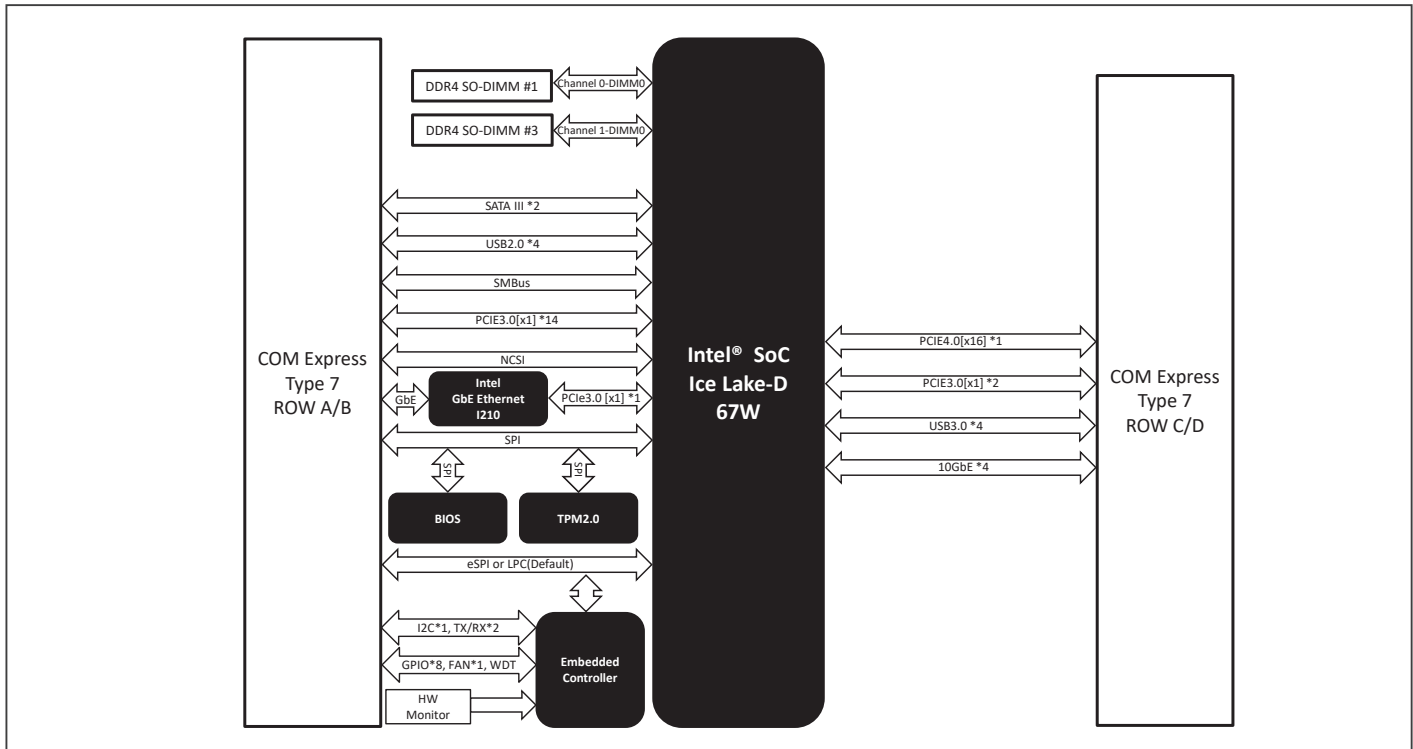 DDR4 SO-DIMM #1
Channel 0-DIMM0
DDR4 SO-DIMM #3
Channel 1-DIMM0
SATA III *2
USB2.0 *4
SMBus
PCIE3.0[x1] *14
NCSI
COM Express
Type 7
ROW A/B
GbE
Intel
GbE Ethernet
I210
PCIe3.0 [x1] *1
SPI
SPI
SPI
BIOS
TPM2.0
eSPI or LPC(Default)
I2C*1, TX/RX*2
GPIO*8, FAN*1, WDT
HW
Monitor
Embedded
Controller
Intel® SoC
Ice Lake-D
67W
PCIE4.0[x16] *1
PCIE3.0[x1] *2
USB3.0 *4
10GbE *4
COM Express
Type 7
ROW C/D